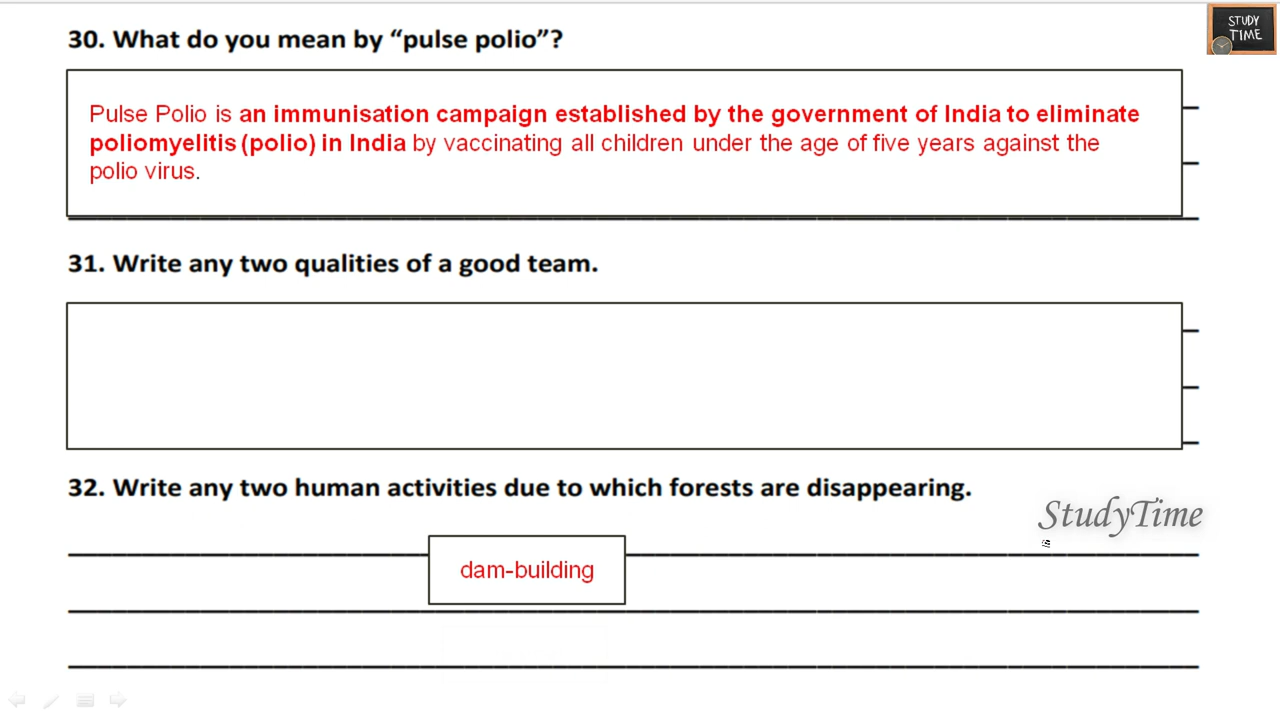 STUDY
TIME
30. What do you mean by “pulse polio”?
Pulse Polio is an immunisation campaign established by the government of India to eliminate
poliomyelitis (polio) in India by vaccinating all children under the age of five years against the
polio virus.
31. Write any two qualities of a good team.
32. Write any two human activities due to which forests are disappearing.
StudyTime
dam-building